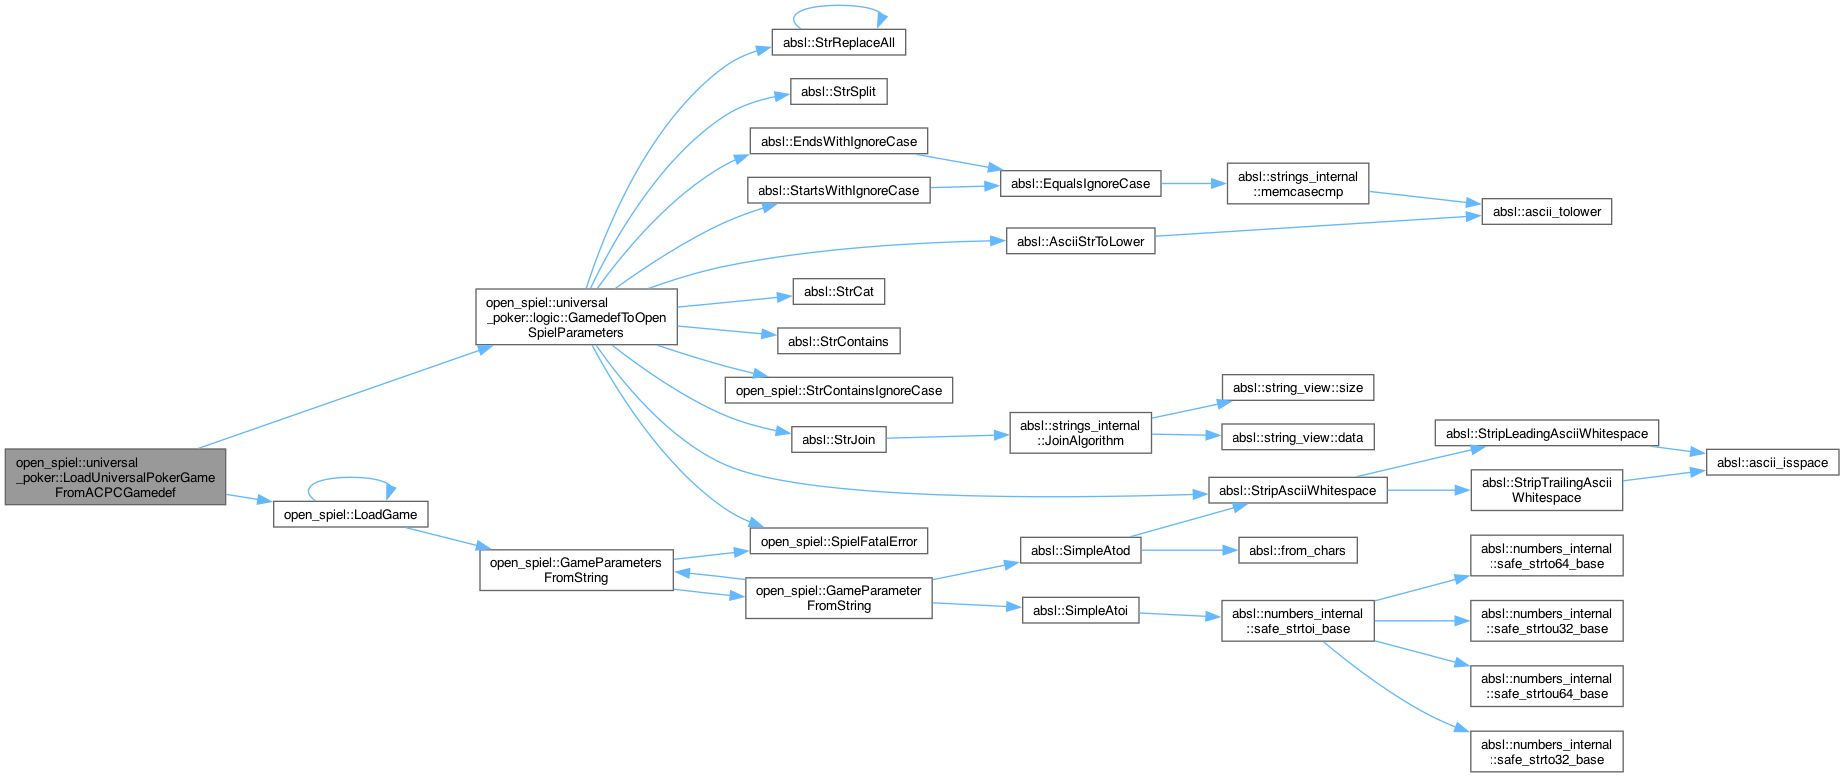 absl::StrReplaceAll
absl::StrSplit
absl::EndsWithIgnoreCase
absl::StartsWithIgnoreCase
absl::EqualsIgnoreCase
absl::strings_internal
::memcasecmp
absl::ascii_tolower
absl::AsciiStrToLower
open_spiel::universal
_poker::logic::GamedefToOpen
SpielParameters
absl::StrCat
absl::StrContains
open_spiel::StrContainsIgnoreCase
absl::StrJoin
absl::strings_internal
::JoinAlgorithm
absl::string_view::size
absl::string_view::data
open_spiel::universal
_poker::LoadUniversalPokerGame
FromACPCGamedef
open_spiel::LoadGame
absl::StripAsciiWhitespace
absl::StripLeadingAsciiWhitespace
absl::StripTrailingAscii
Whitespace
absl::ascii_isspace
open_spiel::SpielFatalError
open_spiel::GameParameters
FromString
open_spiel::GameParameter
FromString
absl::SimpleAtod
absl::from_chars
absl::SimpleAtoi
absl::numbers_internal
::safe_strtoi_base
absl::numbers_internal
::safe_strto64_base
absl::numbers_internal
::safe_strtou32_base
absl::numbers_internal
::safe_strtou64_base
absl::numbers_internal
::safe_strto32_base